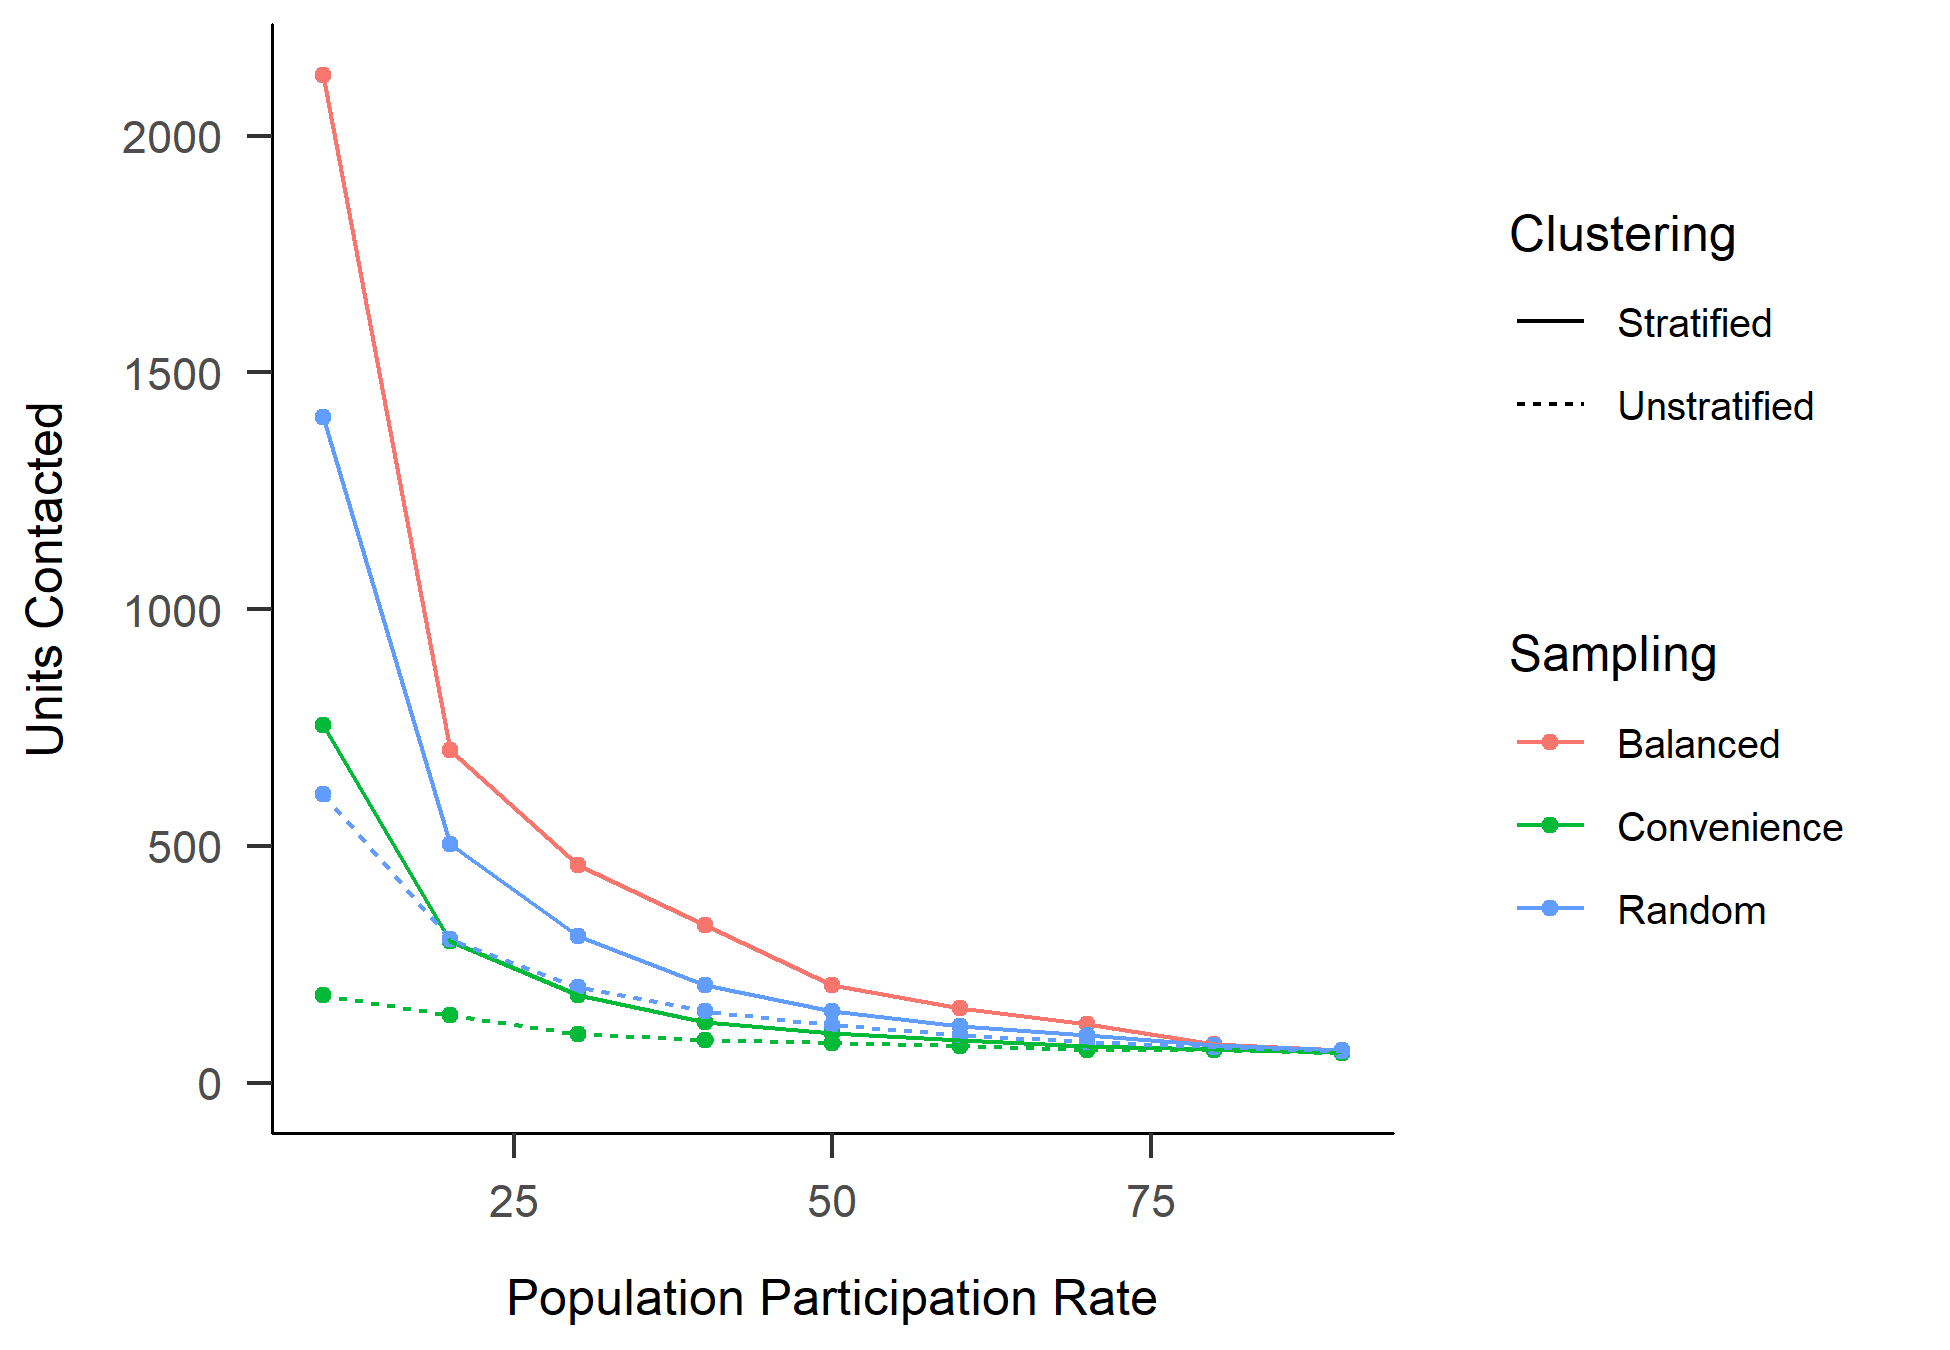 Units Contacted
2000
1500
1000
500
0
25 50 75
Population Participation Rate
Clustering
Stratified
Unstratified
Sampling
Balanced
Convenience
Random